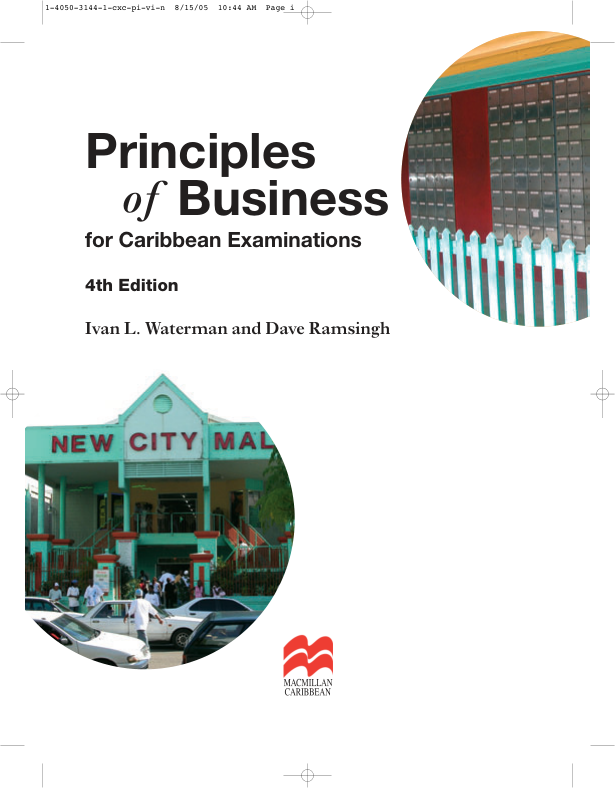 1-4050-3144-1-cxc-pi-vi-n 8/15/05 10:44 AM Page i
Principles
of Business
for Caribbean Examinations
4th Edition
Ivan L. Waterman and Dave Ramsingh
NEW CITY MAL
MACMILLAN
CARIBBEAN